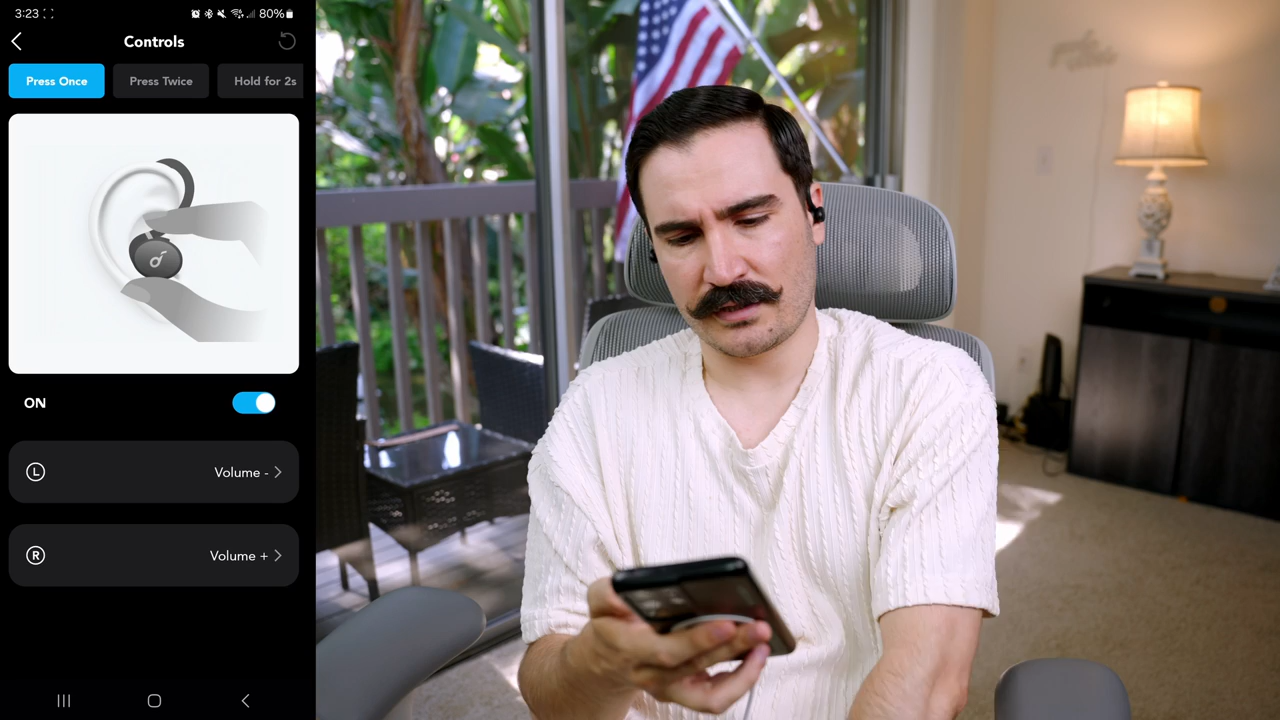 3:23
80%
Controls
Press Once
Press Twice
Hold for 2s
ON
L
Volume -
R
Volume +